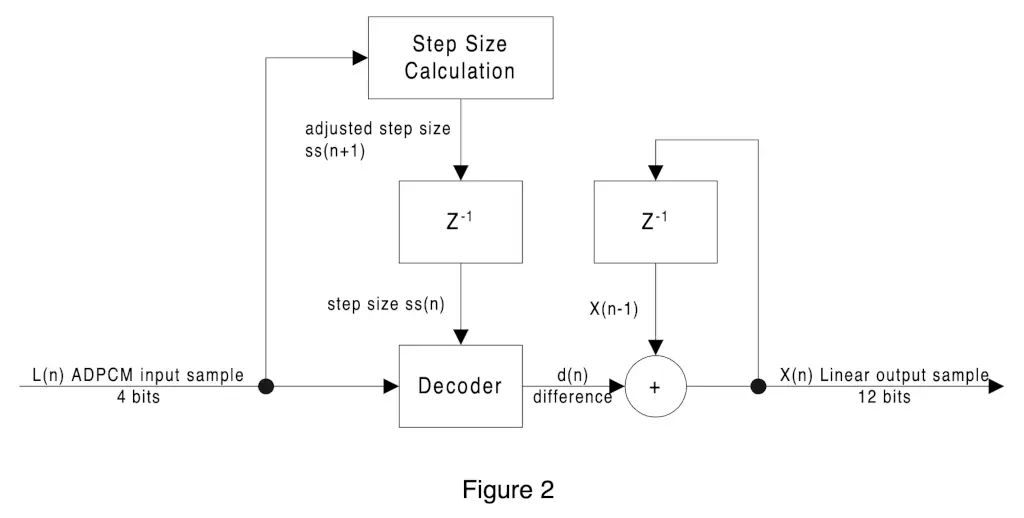 Step Size
Calculation
adjusted step size
ss(n+1)
Z-1
Z-1
step size ss(n)
X(n-1)
L(n) ADPCM input sample
4 bits
Decoder
d(n)
difference
+
X(n) Linear output sample
12 bits
Figure 2